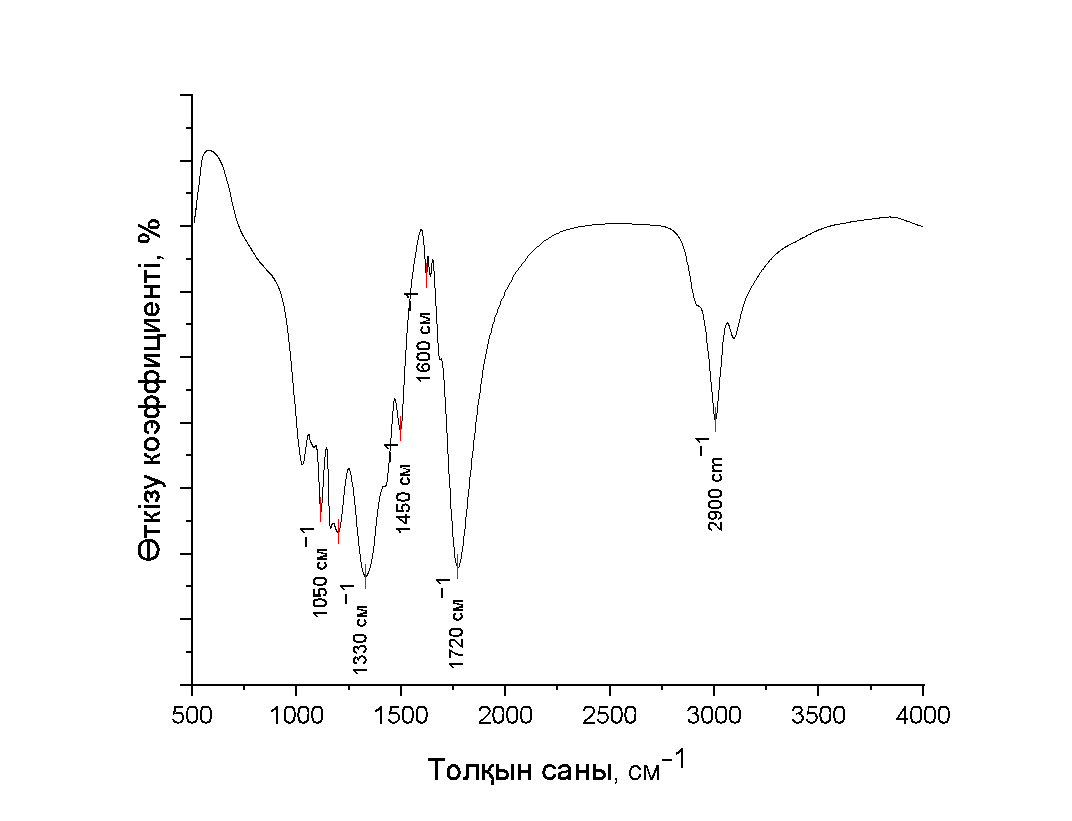 Өткізу коэффициенті, %
1050 см⁻¹
1330 см⁻¹
1450 см⁻¹
1600 см⁻¹
1720 см⁻¹
2900 cm⁻¹
500 1000 1500 2000 2500 3000 3500 4000
Толқын саны, см⁻¹